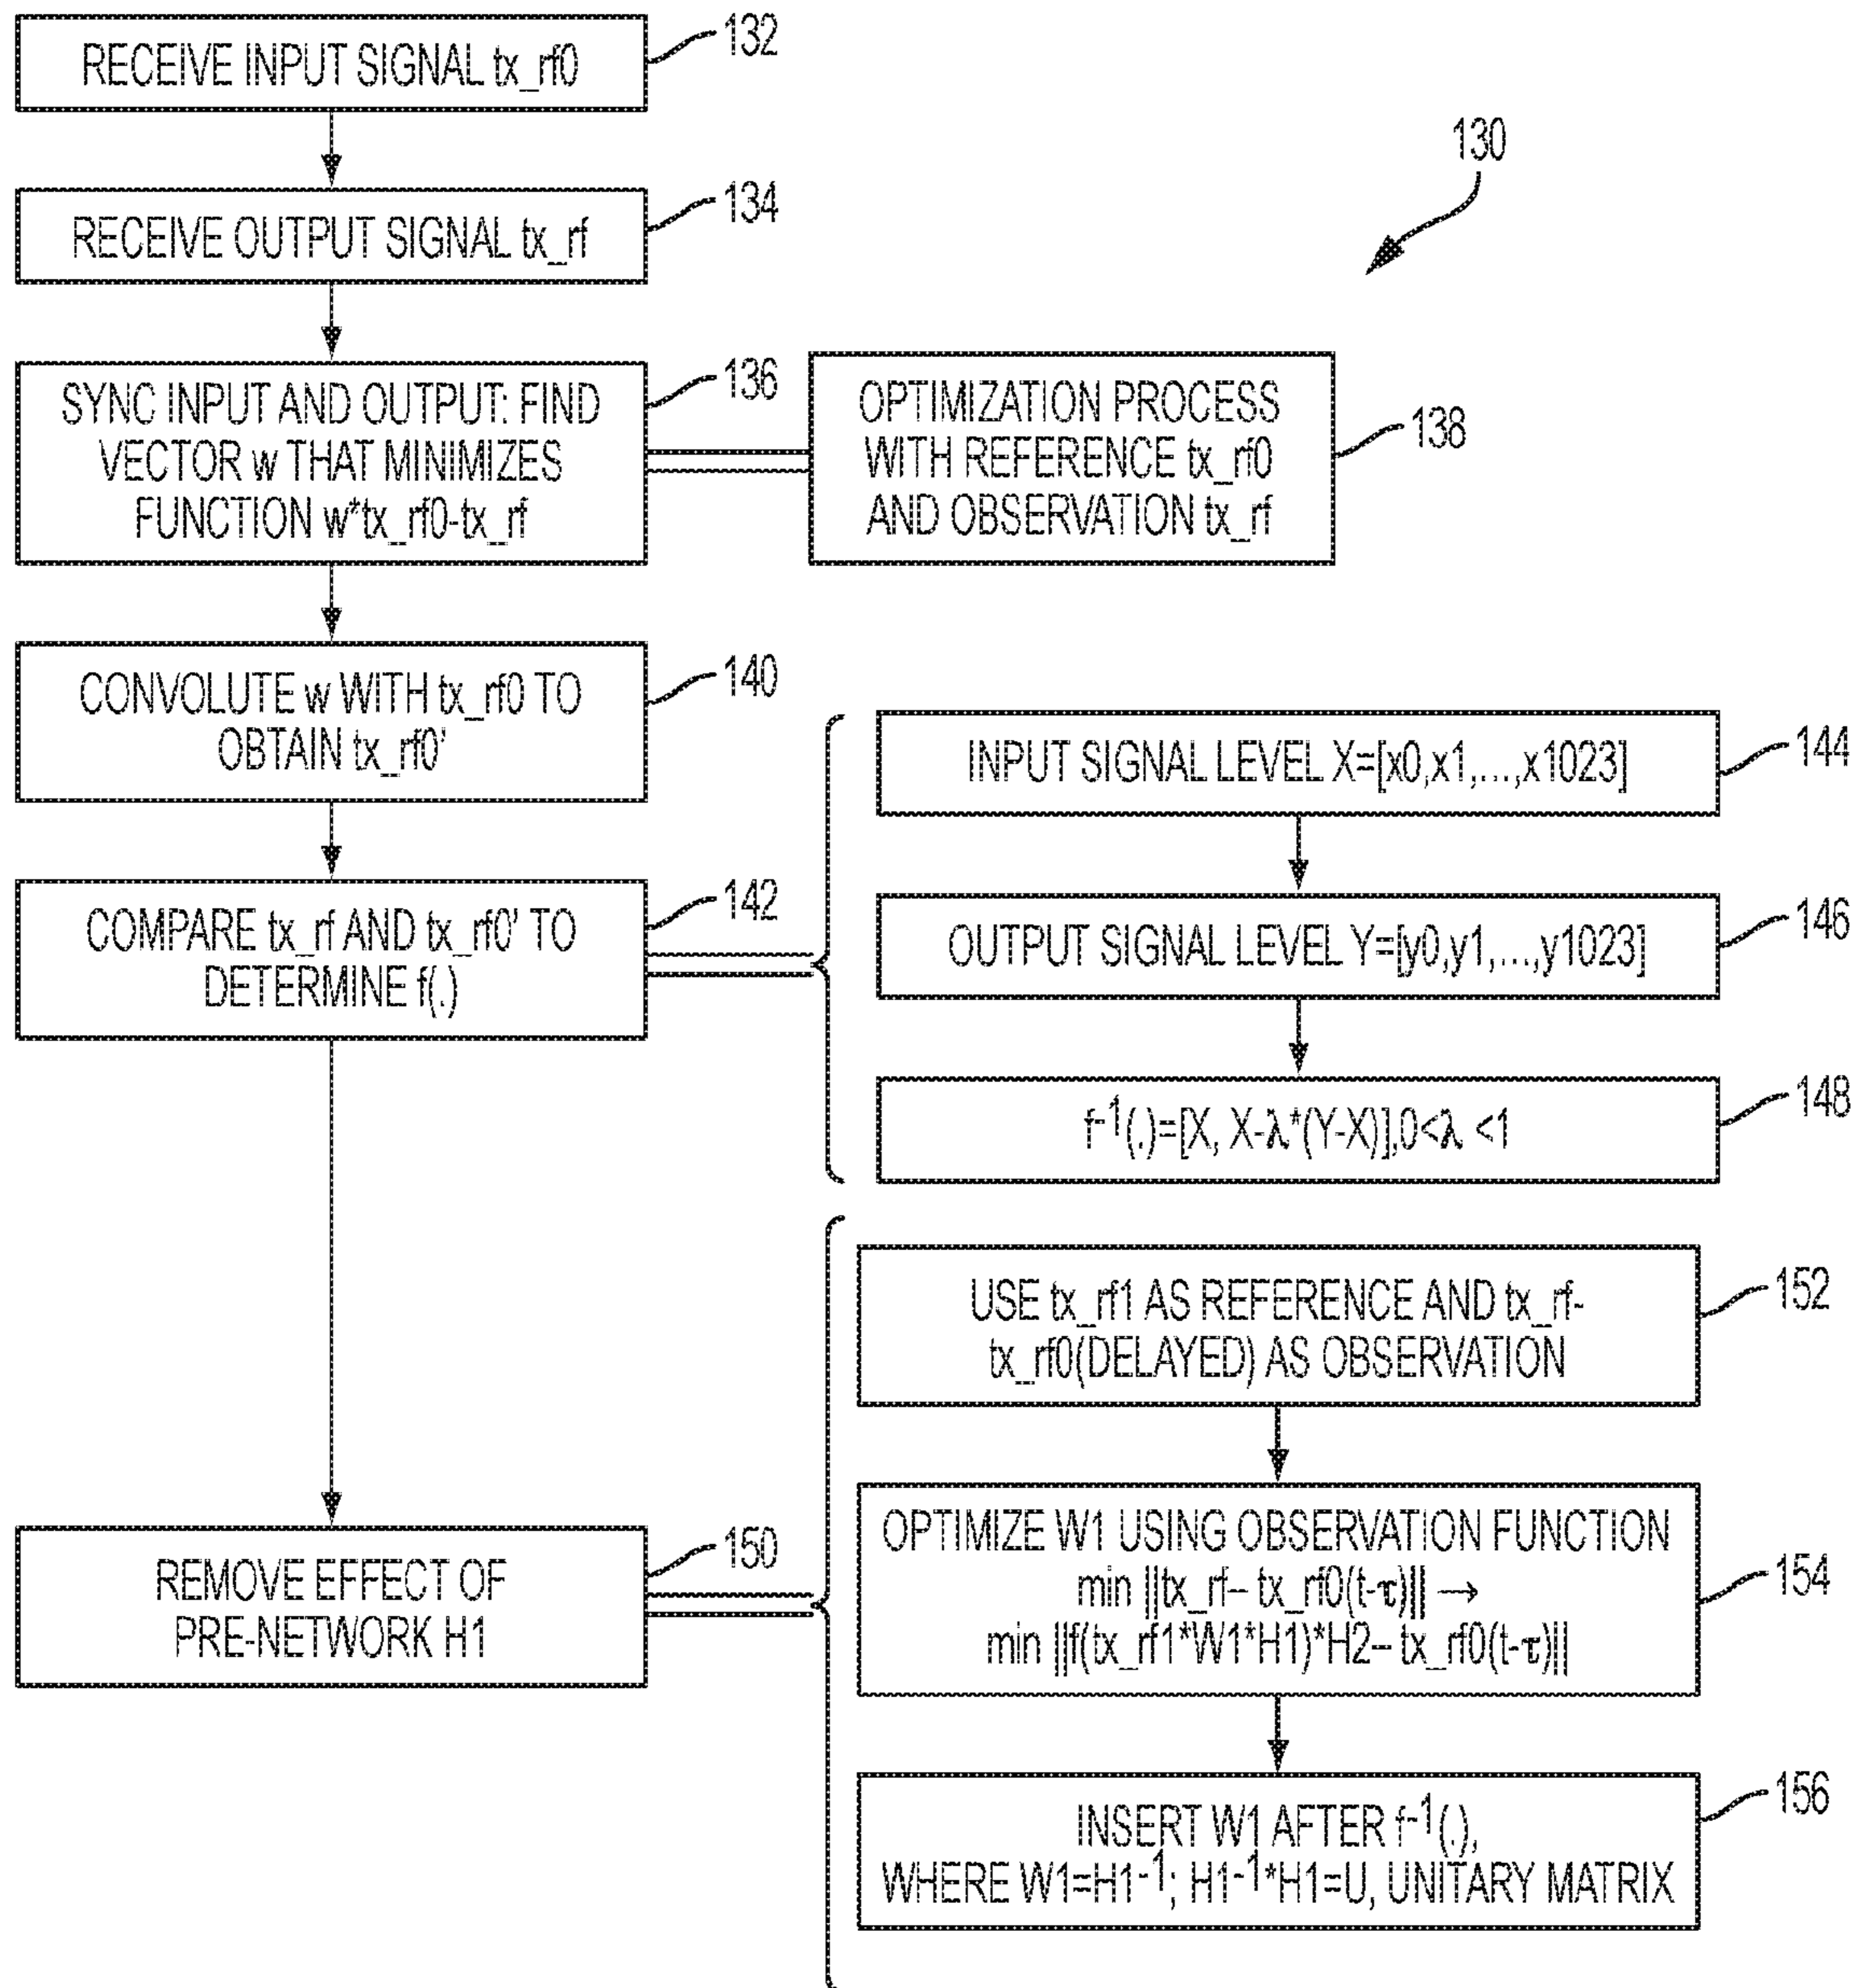 RECEIVE INPUT SIGNAL tx_rf0
132
130
RECEIVE OUTPUT SIGNAL tx_rf
134
SYNC INPUT AND OUTPUT: FIND
VECTOR w THAT MINIMIZES
FUNCTION w*tx_rf0-tx_rf
136
OPTIMIZATION PROCESS
WITH REFERENCE tx_rf0
AND OBSERVATION tx_rf
138
CONVOLUTE w WITH tx_rf0 TO
OBTAIN tx_rf0'
140
COMPARE tx_rf AND tx_rf0' TO
DETERMINE f(.)
142
INPUT SIGNAL LEVEL X=[x0,x1,...,x1023]
144
OUTPUT SIGNAL LEVEL Y=[y0,y1,...,y1023]
146
f⁻¹(.)=[X, X-λ*(Y-X)],0<λ <1
148
REMOVE EFFECT OF
PRE-NETWORK H1
150
USE tx_rf1 AS REFERENCE AND tx_rf-
tx_rf0(DELAYED) AS OBSERVATION
152
OPTIMIZE W1 USING OBSERVATION FUNCTION
min ||tx_rf– tx_rf0(t-τ)|| →
min ||f(tx_rf1*W1*H1)*H2– tx_rf0(t-τ)||
154
INSERT W1 AFTER f⁻¹(.),
WHERE W1=H1⁻¹; H1⁻¹*H1=U, UNITARY MATRIX
156